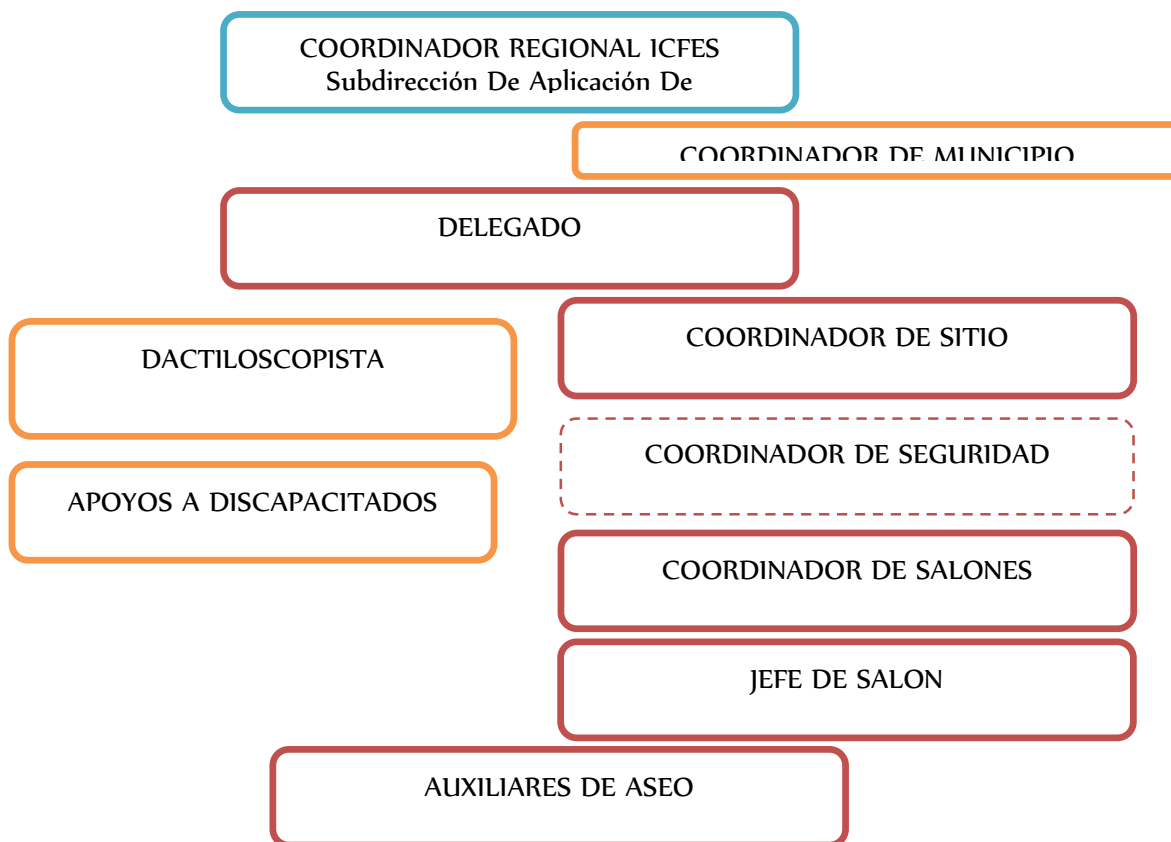 COORDINADOR REGIONAL ICFES
Subdirección De Aplicación De
COORDINADOR DE MUNICIPIO
DELEGADO
DACTILOSCOPISTA
COORDINADOR DE SITIO
COORDINADOR DE SEGURIDAD
APOYOS A DISCAPACITADOS
COORDINADOR DE SALONES
JEFE DE SALON
AUXILIARES DE ASEO